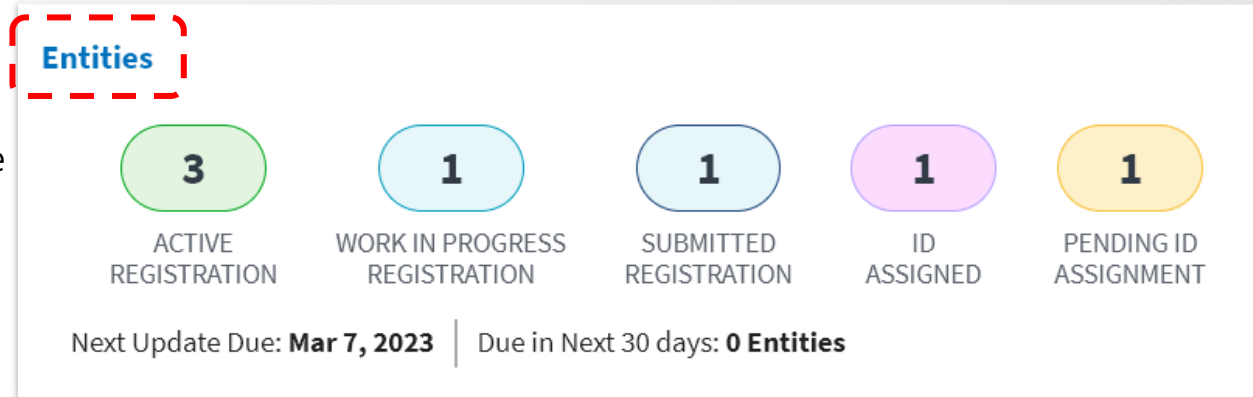 Entities
e
3
1
1
1
1
ACTIVE
REGISTRATION
WORK IN PROGRESS
REGISTRATION
SUBMITTED
REGISTRATION
ID
ASSIGNED
PENDING ID
ASSIGNMENT
Next Update Due: Mar 7, 2023 Due in Next 30 days: 0 Entities